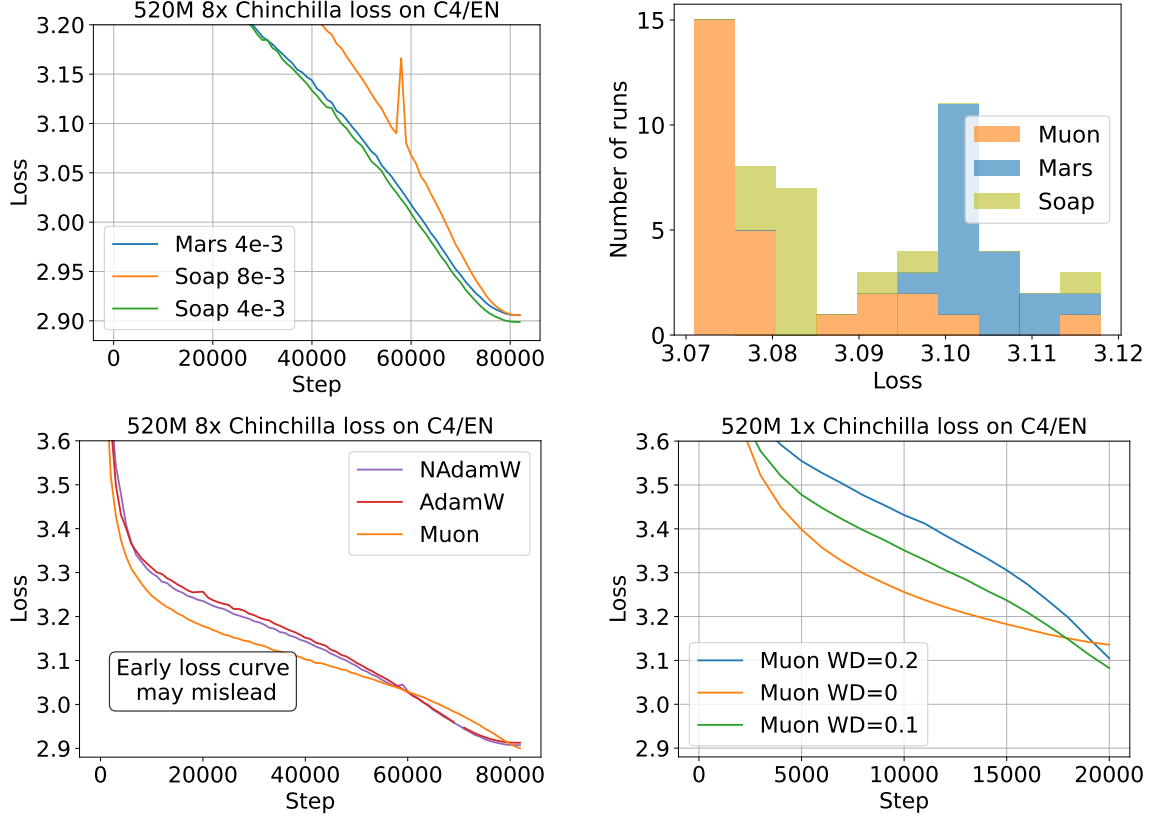 520M 8x Chinchilla loss on C4/EN
Loss
3.20
3.15
3.10
3.05
3.00
2.95
2.90
Mars 4e-3
Soap 8e-3
Soap 4e-3
0 20000 40000 60000 80000
Step
Number of runs
15
10
5
0
Muon
Mars
Soap
3.07 3.08 3.09 3.10 3.11 3.12
Loss
520M 8x Chinchilla loss on C4/EN
Loss
3.6
3.5
3.4
3.3
3.2
3.1
3.0
2.9
NAdamW
AdamW
Muon
Early loss curve
may mislead
0 20000 40000 60000 80000
Step
520M 1x Chinchilla loss on C4/EN
Loss
3.6
3.5
3.4
3.3
3.2
3.1
3.0
2.9
Muon WD=0.2
Muon WD=0
Muon WD=0.1
0 5000 10000 15000 20000
Step